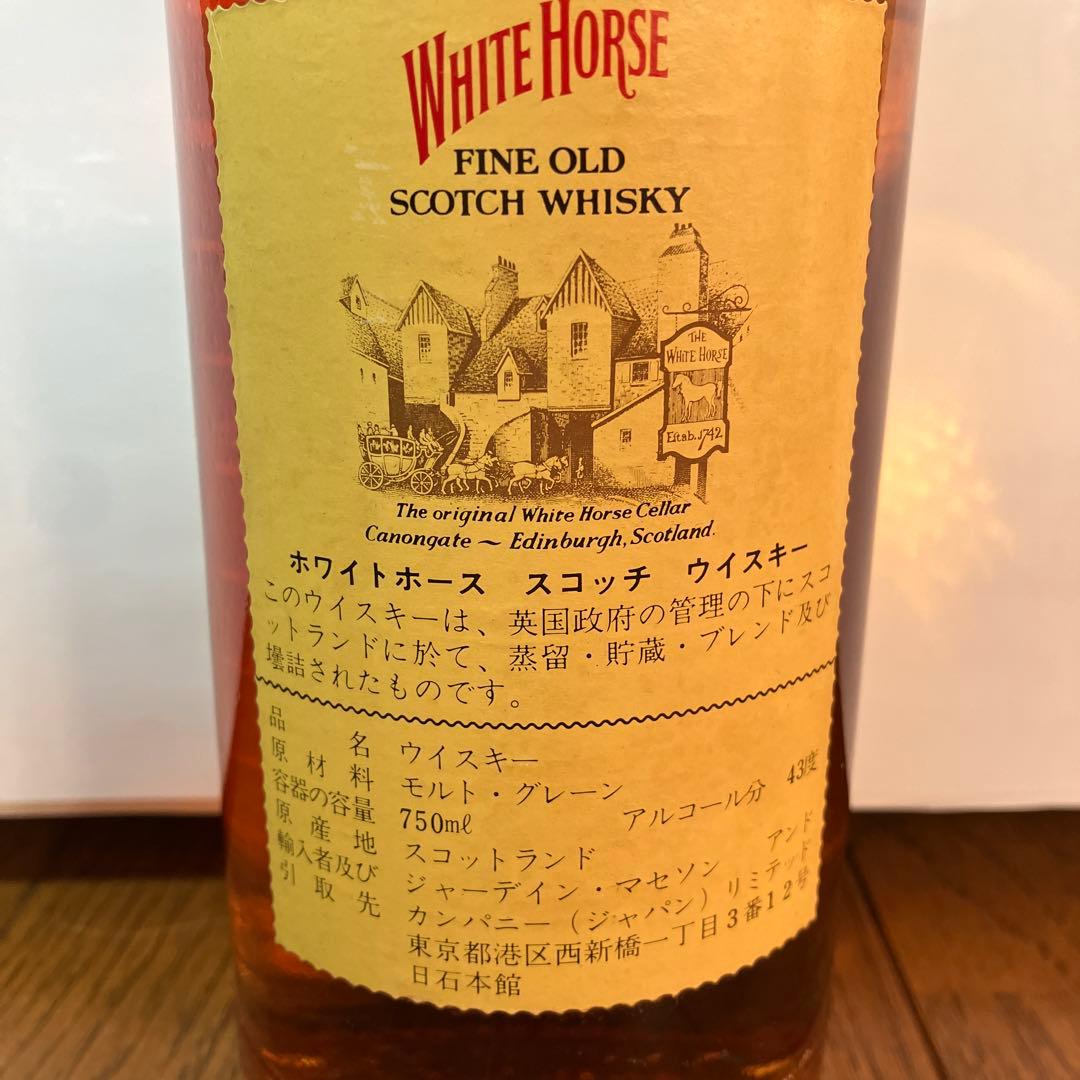 WHITE HORSE
FINE OLD
SCOTCH WHISKY
THE
WHITE HORSE
Estab. 1742
The original White Horse Cellar
Canongate ~ Edinburgh, Scotland.
ホワイトホース スコッチ ウイスキー
このウイスキーは、英国政府の管理の下にスコ
ットランドに於て、蒸留・貯蔵・ブレンド及び
壜詰されたものです。
品名 ウイスキー
原材料 モルト・グレーン
容器の容量 750mℓ アルコール分 43度
原産地 スコットランド
輸入者及び ジャーデイン・マセソン アンド
引取先 カンパニー（ジャパン）リミテッド
東京都港区西新橋一丁目3番12号
日石本館